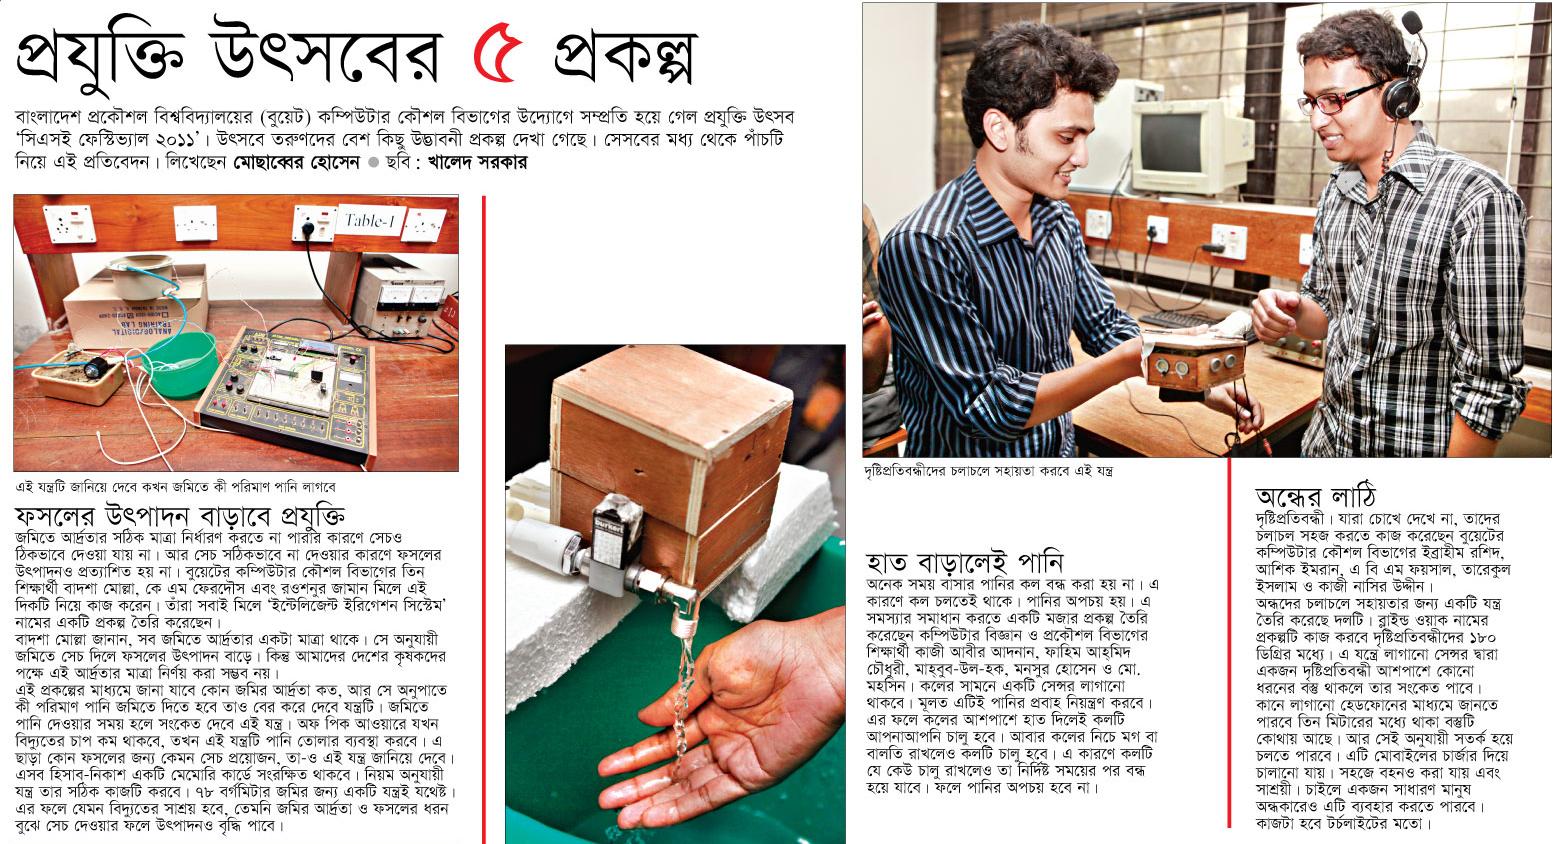 প্রযুক্তি উৎসবের ৫ প্রকল্প
বাংলাদেশ প্রকৌশল বিশ্ববিদ্যালয়ের (বুয়েট) কম্পিউটার কৌশল বিভাগের উদ্যোগে সম্প্রতি হয়ে গেল প্রযুক্তি উৎসব
‘সিএসই ফেস্টিভ্যাল ২০১১’। উৎসবে তরুণদের বেশ কিছু উদ্ভাবনী প্রকল্প দেখা গেছে। সেসবের মধ্য থেকে পাঁচটি
নিয়ে এই প্রতিবেদন। লিখেছেন মোছাব্বের হোসেন ● ছবি : খালেদ সরকার
Table-1
ANALOG/DIGITAL
TRAINING LAB
এই যন্ত্রটি জানিয়ে দেবে কখন জমিতে কী পরিমাণ পানি লাগবে
ফসলের উৎপাদন বাড়াবে প্রযুক্তি
জমিতে আর্দ্রতার সঠিক মাত্রা নির্ধারণ করতে না পারার কারণে সেচও
ঠিকভাবে দেওয়া যায় না। আর সেচ সঠিকভাবে না দেওয়ার কারণে ফসলের
উৎপাদনও প্রত্যাশিত হয় না। বুয়েটের কম্পিউটার কৌশল বিভাগের তিন
শিক্ষার্থী বাদশা মোল্লা, কে এম ফেরদৌস এবং রওশনুর জামান মিলে এই
দিকটি নিয়ে কাজ করেন। তাঁরা সবাই মিলে ‘ইন্টেলিজেন্ট ইরিগেশন সিস্টেম’
নামের একটি প্রকল্প তৈরি করেছেন।
বাদশা মোল্লা জানান, সব জমিতে আর্দ্রতার একটা মাত্রা থাকে। সে অনুযায়ী
জমিতে সেচ দিলে ফসলের উৎপাদন বাড়ে। কিন্তু আমাদের দেশের কৃষকদের
পক্ষে এই আর্দ্রতার মাত্রা নির্ণয় করা সম্ভব নয়।
এই প্রকল্পের মাধ্যমে জানা যাবে কোন জমির আর্দ্রতা কত, আর সে অনুপাতে
কী পরিমাণ পানি জমিতে দিতে হবে তাও বের করে দেবে যন্ত্রটি। জমিতে
পানি দেওয়ার সময় হলে সংকেত দেবে এই যন্ত্র। অফ পিক আওয়ারে যখন
বিদ্যুতের চাপ কম থাকবে, তখন এই যন্ত্রটি পানি তোলার ব্যবস্থা করবে। এ
ছাড়া কোন ফসলের জন্য কেমন সেচ প্রয়োজন, তা-ও এই যন্ত্র জানিয়ে দেবে।
এসব হিসাব-নিকাশ একটি মেমোরি কার্ডে সংরক্ষিত থাকবে। নিয়ম অনুযায়ী
যন্ত্র তার সঠিক কাজটি করবে। ৭৮ বর্গমিটার জমির জন্য একটি যন্ত্রই যথেষ্ট।
এর ফলে যেমন বিদ্যুতের সাশ্রয় হবে, তেমনি জমির আর্দ্রতা ও ফসলের ধরন
বুঝে সেচ দেওয়ার ফলে উৎপাদনও বৃদ্ধি পাবে।
burkert
দৃষ্টিপ্রতিবন্ধীদের চলাচলে সহায়তা করবে এই যন্ত্র
হাত বাড়ালেই পানি
অনেক সময় বাসার পানির কল বন্ধ করা হয় না। এ
কারণে কল চলতেই থাকে। পানির অপচয় হয়। এ
সমস্যার সমাধান করতে একটি মজার প্রকল্প তৈরি
করেছেন কম্পিউটার বিজ্ঞান ও প্রকৌশল বিভাগের
শিক্ষার্থী কাজী আবীর আদনান, ফাহিম আহ্‌মিদ
চৌধুরী, মাহ্‌বুব-উল-হক, মনসুর হোসেন ও মো.
মহসিন। কলের সামনে একটি সেন্সর লাগানো
থাকবে। মূলত এটিই পানির প্রবাহ নিয়ন্ত্রণ করবে।
এর ফলে কলের আশপাশে হাত দিলেই কলটি
আপনাআপনি চালু হবে। আবার কলের নিচে মগ বা
বালতি রাখলেও কলটি চালু হবে। এ কারণে কলটি
যে কেউ চালু রাখলেও তা নির্দিষ্ট সময়ের পর বন্ধ
হয়ে যাবে। ফলে পানির অপচয় হবে না।
অন্ধের লাঠি
দৃষ্টিপ্রতিবন্ধী। যারা চোখে দেখে না, তাদের
চলাচল সহজ করতে কাজ করেছেন বুয়েটের
কম্পিউটার কৌশল বিভাগের ইব্রাহীম রশিদ,
আশিক ইমরান, এ বি এম ফয়সাল, তারেকুল
ইসলাম ও কাজী নাসির উদ্দীন।
অন্ধদের চলাচলে সহায়তার জন্য একটি যন্ত্র
তৈরি করেছে দলটি। ব্লাইন্ড ওয়াক নামের
প্রকল্পটি কাজ করবে দৃষ্টিপ্রতিবন্ধীদের ১৮০
ডিগ্রির মধ্যে। এ যন্ত্রে লাগানো সেন্সর দ্বারা
একজন দৃষ্টিপ্রতিবন্ধী আশপাশে কোনো
ধরনের বস্তু থাকলে তার সংকেত পাবে।
কানে লাগানো হেডফোনের মাধ্যমে জানতে
পারবে তিন মিটারের মধ্যে থাকা বস্তুটি
কোথায় আছে। আর সেই অনুযায়ী সতর্ক হয়ে
চলতে পারবে। এটি মোবাইলের চার্জার দিয়ে
চালানো যায়। সহজে বহনও করা যায় এবং
সাশ্রয়ী। চাইলে একজন সাধারণ মানুষ
অন্ধকারেও এটি ব্যবহার করতে পারবে।
কাজটা হবে টর্চলাইটের মতো।